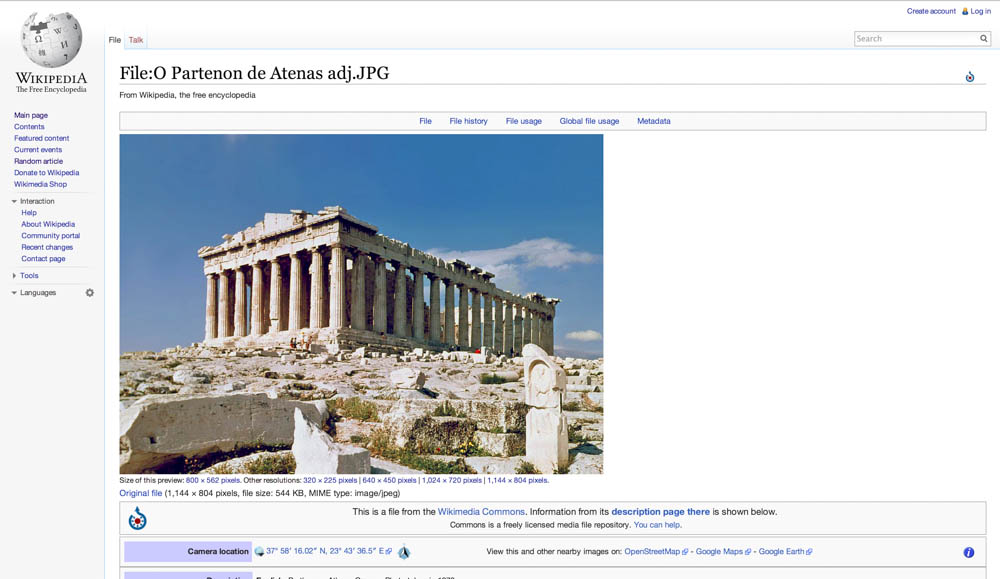 Create account Log in
File Talk
Search
WIKIPEDIA
The Free Encyclopedia
Main page
Contents
Featured content
Current events
Random article
Donate to Wikipedia
Wikimedia Shop
Interaction
Help
About Wikipedia
Community portal
Recent changes
Contact page
Tools
Languages
File:O Partenon de Atenas adj.JPG
From Wikipedia, the free encyclopedia
File File history File usage Global file usage Metadata
Size of this preview: 800 × 562 pixels. Other resolutions: 320 × 225 pixels | 640 × 450 pixels | 1,024 × 720 pixels | 1,144 × 804 pixels.
Original file (1,144 × 804 pixels, file size: 544 KB, MIME type: image/jpeg)
This is a file from the Wikimedia Commons. Information from its description page there is shown below.
Commons is a freely licensed media file repository. You can help.
Camera location 37° 58′ 16.02″ N, 23° 43′ 36.5″ E View this and other nearby images on: OpenStreetMap - Google Maps - Google Earth